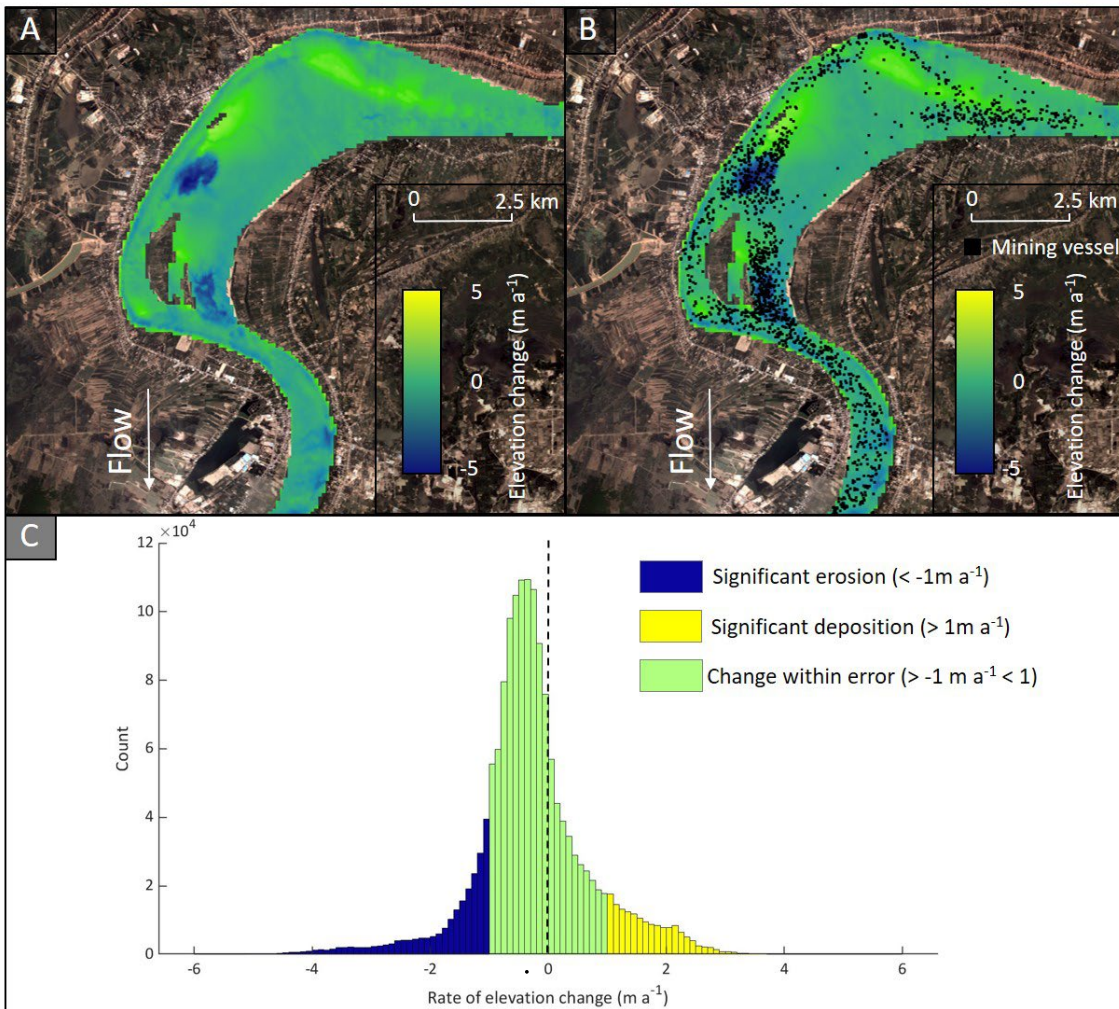 A
0
2.5 km
5
0
-5
Elevation change (m a⁻¹)
Flow
B
0
2.5 km
Mining vessel
5
0
-5
Elevation change (m a⁻¹)
Flow
C
×10⁴
12
10
8
6
4
2
0
Count
Significant erosion (< -1m a⁻¹)
Significant deposition (> 1m a⁻¹)
Change within error (> -1 m a⁻¹ < 1)
-6 -4 -2 0 2 4 6
Rate of elevation change (m a⁻¹)